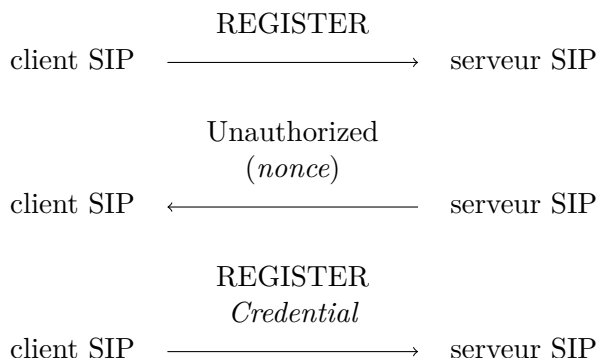 REGISTER
client SIP serveur SIP
Unauthorized
(nonce)
client SIP serveur SIP
REGISTER
Credential
client SIP serveur SIP